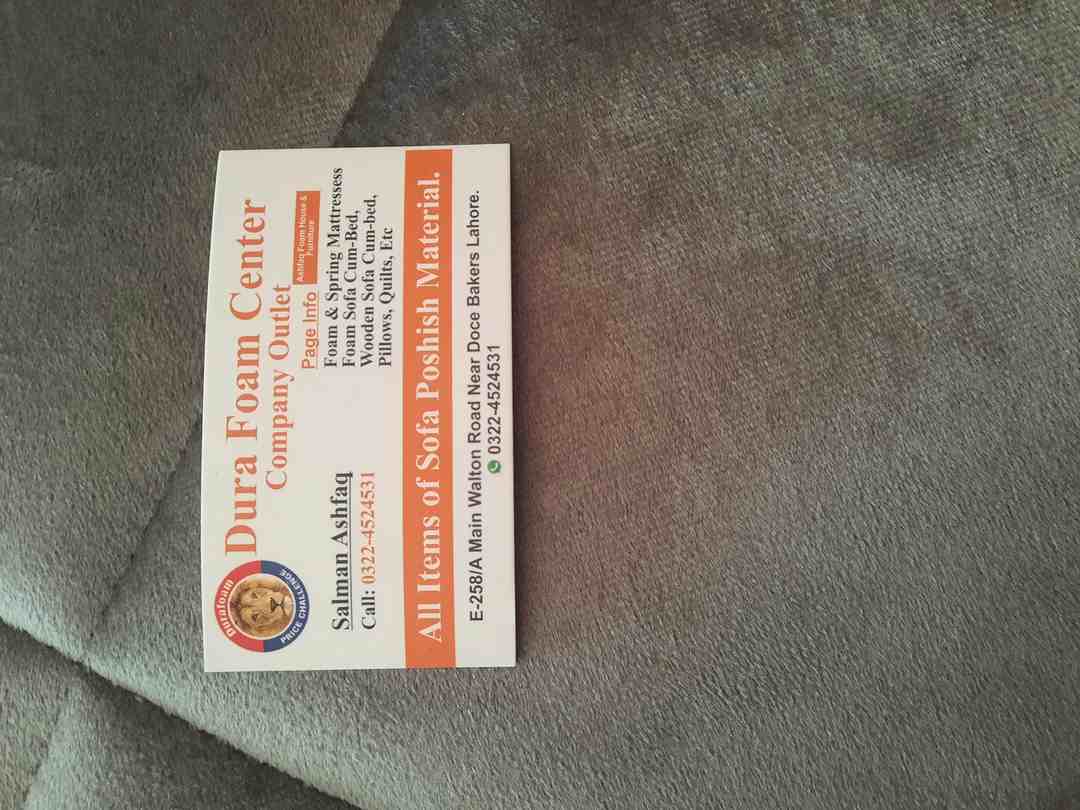 Durafoam
PRICE CHALLENGE
Dura Foam Center
Company Outlet
Page Info
Ashfaq Foam House &
Furniture
Salman Ashfaq
Call: 0322-4524531
Foam & Spring Mattressess
Foam Sofa Cum-Bed,
Wooden Sofa Cum-bed,
Pillows, Quilts, Etc
All Items of Sofa Poshish Material.
E-258/A Main Walton Road Near Doce Bakers Lahore.
0322-4524531